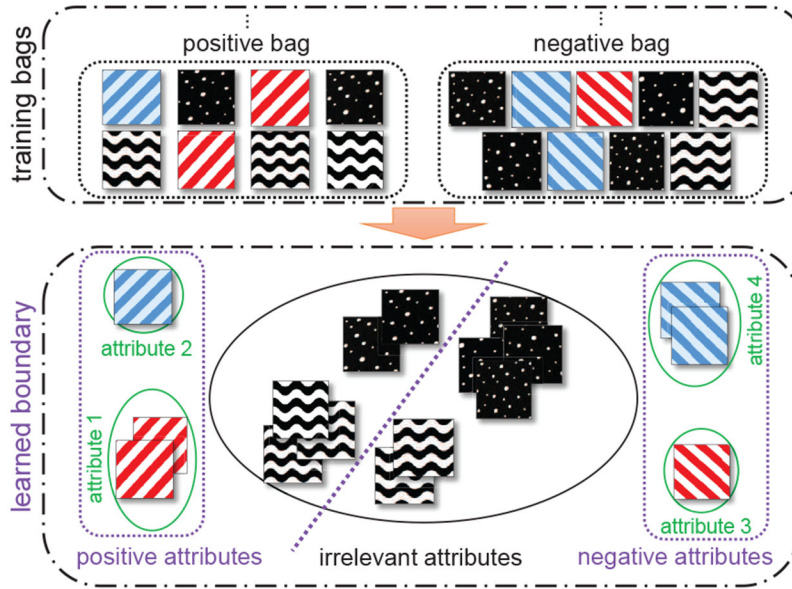 training bags
positive bag
negative bag
learned boundary
attribute 2
attribute 1
attribute 4
attribute 3
positive attributes
irrelevant attributes
negative attributes